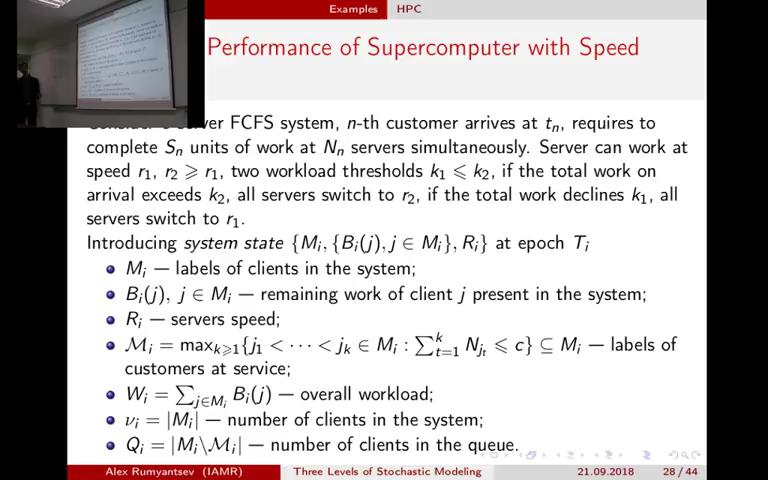 Examples HPC
Performance of Supercomputer with Speed
server FCFS system, n-th customer arrives at tₙ, requires to
complete Sₙ units of work at Nₙ servers simultaneously. Server can work at
speed r₁, r₂ ⩾ r₁, two workload thresholds k₁ ⩽ k₂, if the total work on
arrival exceeds k₂, all servers switch to r₂, if the total work declines k₁, all
servers switch to r₁.
Introducing system state {Mᵢ, {Bᵢ(j), j ∈ Mᵢ}, Rᵢ} at epoch Tᵢ
Mᵢ — labels of clients in the system;
Bᵢ(j), j ∈ Mᵢ — remaining work of client j present in the system;
Rᵢ — servers speed;
ℳᵢ = max_{k⩾1}{j₁ < ··· < jₖ ∈ Mᵢ : ∑_{t=1}^{k} N_{jₜ} ⩽ c} ⊆ Mᵢ — labels of
customers at service;
Wᵢ = ∑_{j∈Mᵢ} Bᵢ(j) — overall workload;
νᵢ = |Mᵢ| — number of clients in the system;
Qᵢ = |Mᵢ\ℳᵢ| — number of clients in the queue.
Alex Rumyantsev (IAMR) Three Levels of Stochastic Modeling 21.09.2018 28 / 44